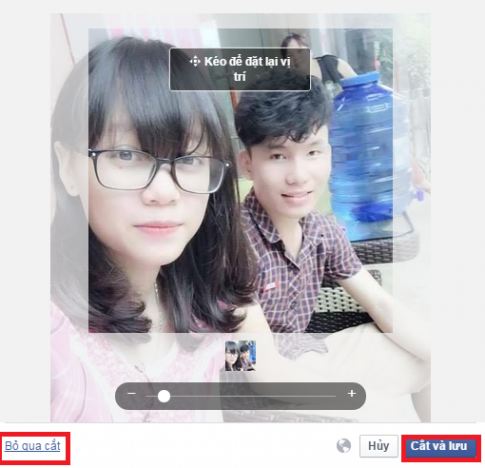 Kéo để đặt lại vị
trí
Bỏ qua cắt
Hủy
Cắt và lưu